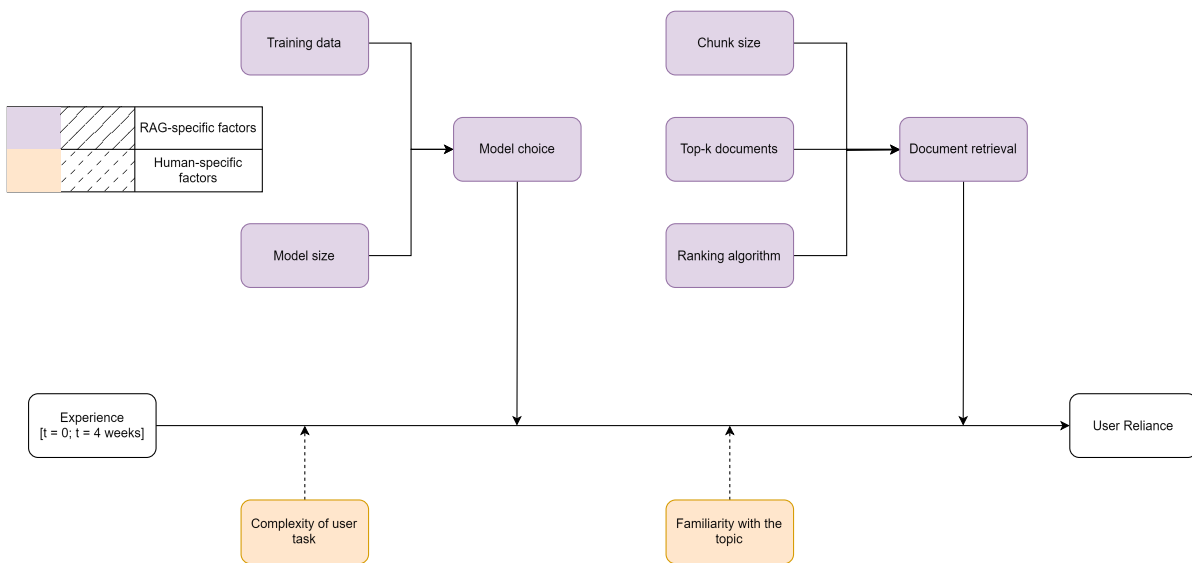 Training data
Chunk size
RAG-specific factors
Human-specific
factors
Model choice
Top-k documents
Document retrieval
Model size
Ranking algorithm
Experience
[t = 0; t = 4 weeks]
User Reliance
Complexity of user
task
Familiarity with the
topic